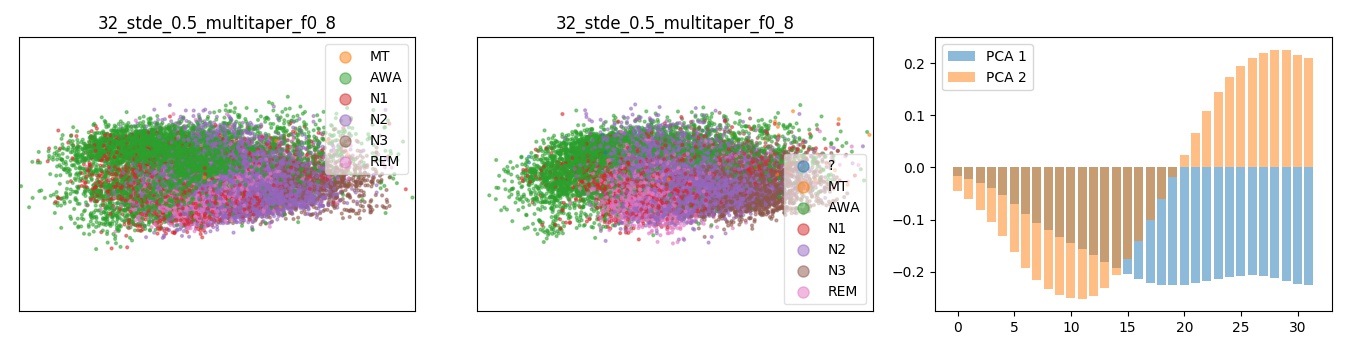 32_stde_0.5_multitaper_f0_8
MT
AWA
N1
N2
N3
REM
32_stde_0.5_multitaper_f0_8
?
MT
AWA
N1
N2
N3
REM
PCA 1
PCA 2
0.2
0.1
0.0
−0.1
−0.2
0 5 10 15 20 25 30